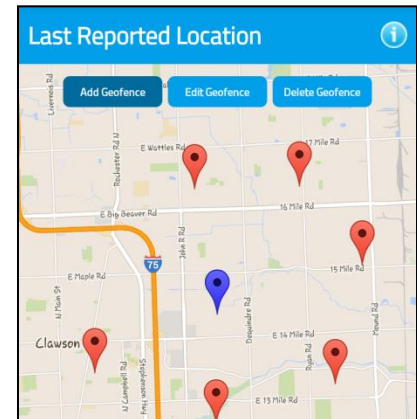 Last Reported Location
i
Add Geofence
Edit Geofence
Delete Geofence
Livernois Rd
Rochester Rd N
E Wattles Rd
17 Mile Rd
E Big Beaver Rd
16 Mile Rd
John R Rd
75
15 Mile Rd
E Maple Rd
N Main St
Dequindre Rd
Mound Rd
E 14 Mile Rd
Clawson
Ryan Rd
Campbell Rd
Stephenson Hwy
E 13 Mile Rd